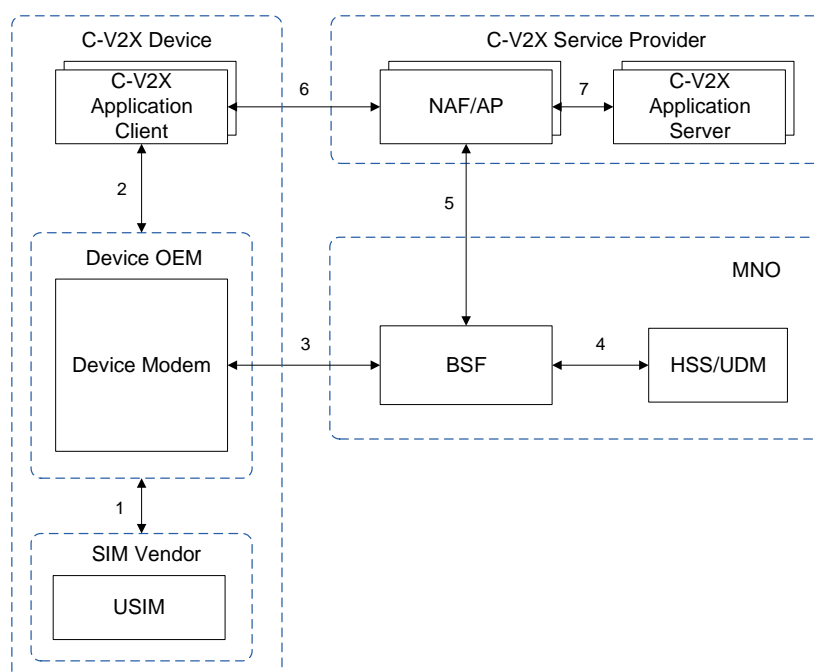 C-V2X Device
C-V2X Service Provider
C-V2X
Application
Client
6
NAF/AP
7
C-V2X
Application
Server
2
5
Device OEM
MNO
Device Modem
3
BSF
4
HSS/UDM
1
SIM Vendor
USIM